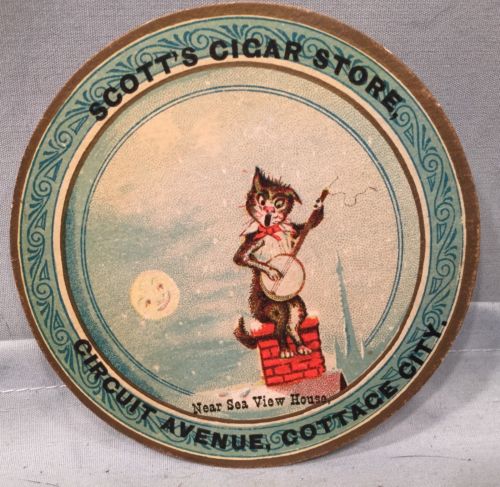 SCOTT'S CIGAR STORE,
Near Sea View House,
CIRCUIT AVENUE, COTTAGE CITY.